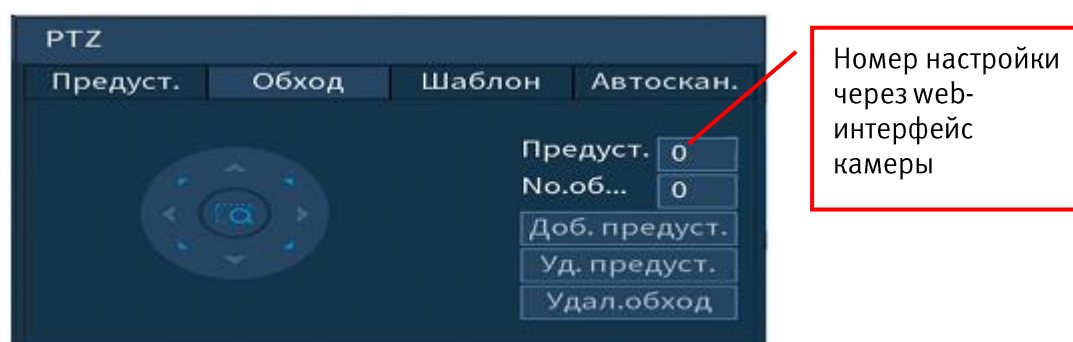 PTZ
Предуст. Обход Шаблон Автоскан.
Предуст. 0
No.об... 0
Доб. предуст.
Уд. предуст.
Удал.обход
Номер настройки
через web-
интерфейс
камеры